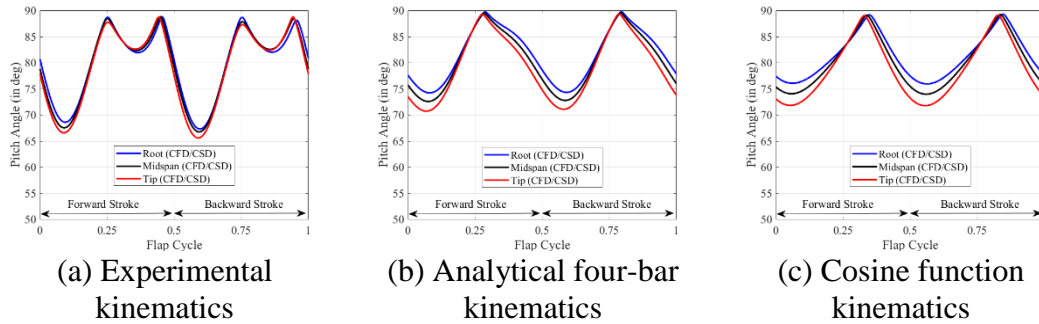 90
85
80
75
70
65
60
55
50
Pitch Angle (in deg)
Root (CFD/CSD)
Midspan (CFD/CSD)
Tip (CFD/CSD)
Forward Stroke
Backward Stroke
0
0.25
0.5
0.75
1
Flap Cycle
(a) Experimental
kinematics
90
85
80
75
70
65
60
55
50
Pitch Angle (in deg)
Root (CFD/CSD)
Midspan (CFD/CSD)
Tip (CFD/CSD)
Forward Stroke
Backward Stroke
0
0.25
0.5
0.75
1
Flap Cycle
(b) Analytical four-bar
kinematics
90
85
80
75
70
65
60
55
50
Pitch Angle (in deg)
Root (CFD/CSD)
Midspan (CFD/CSD)
Tip (CFD/CSD)
Forward Stroke
Backward Stroke
0
0.25
0.5
0.75
Flap Cycle
(c) Cosine function
kinematics